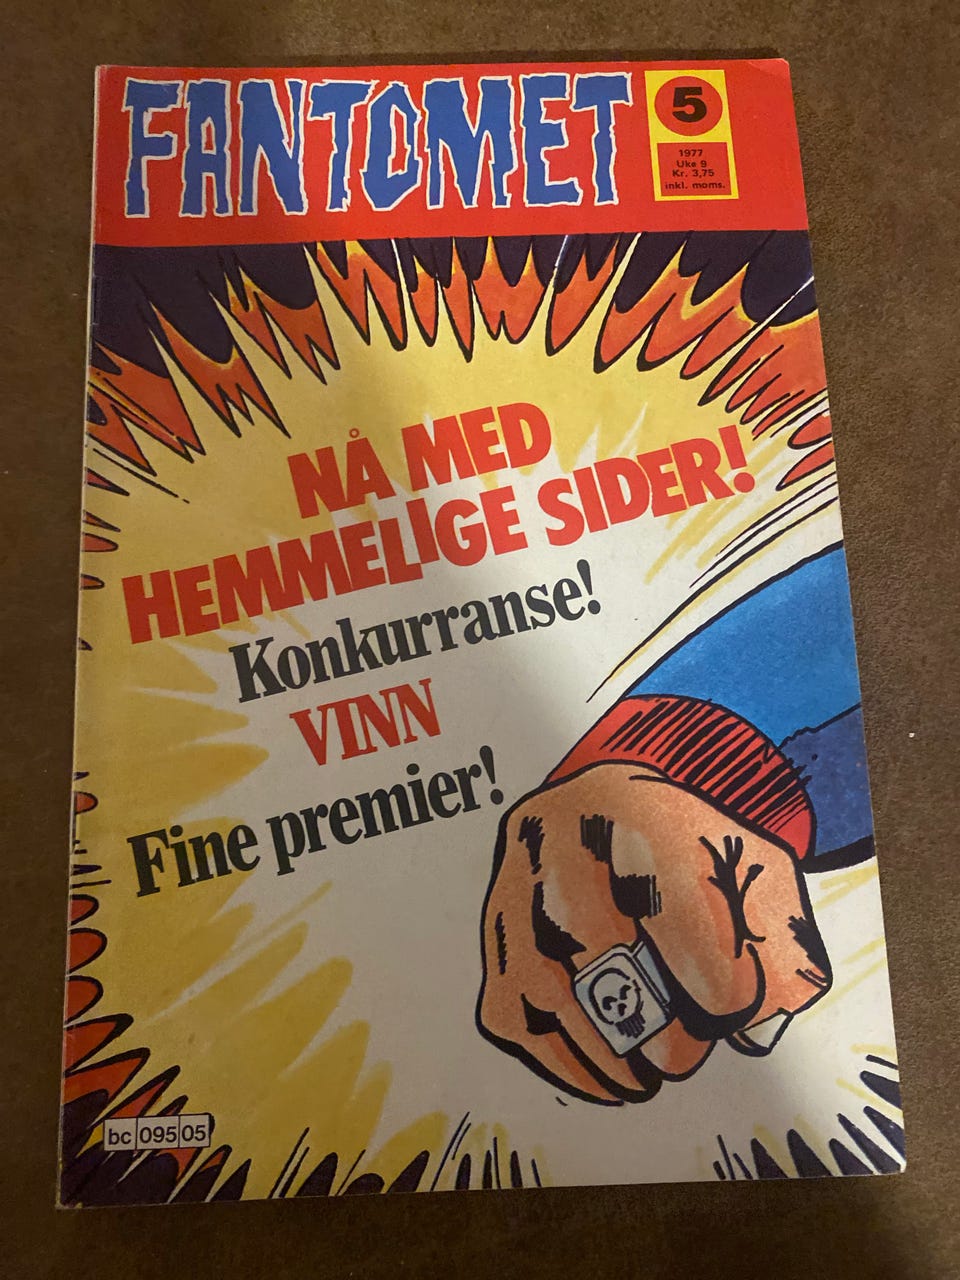 FANTOMET
5
1977
Uke 9
Kr. 3,75
inkl. moms.
NÅ MED
HEMMELIGE SIDER!
Konkurranse!
VINN
Fine premier!
bc 095 05